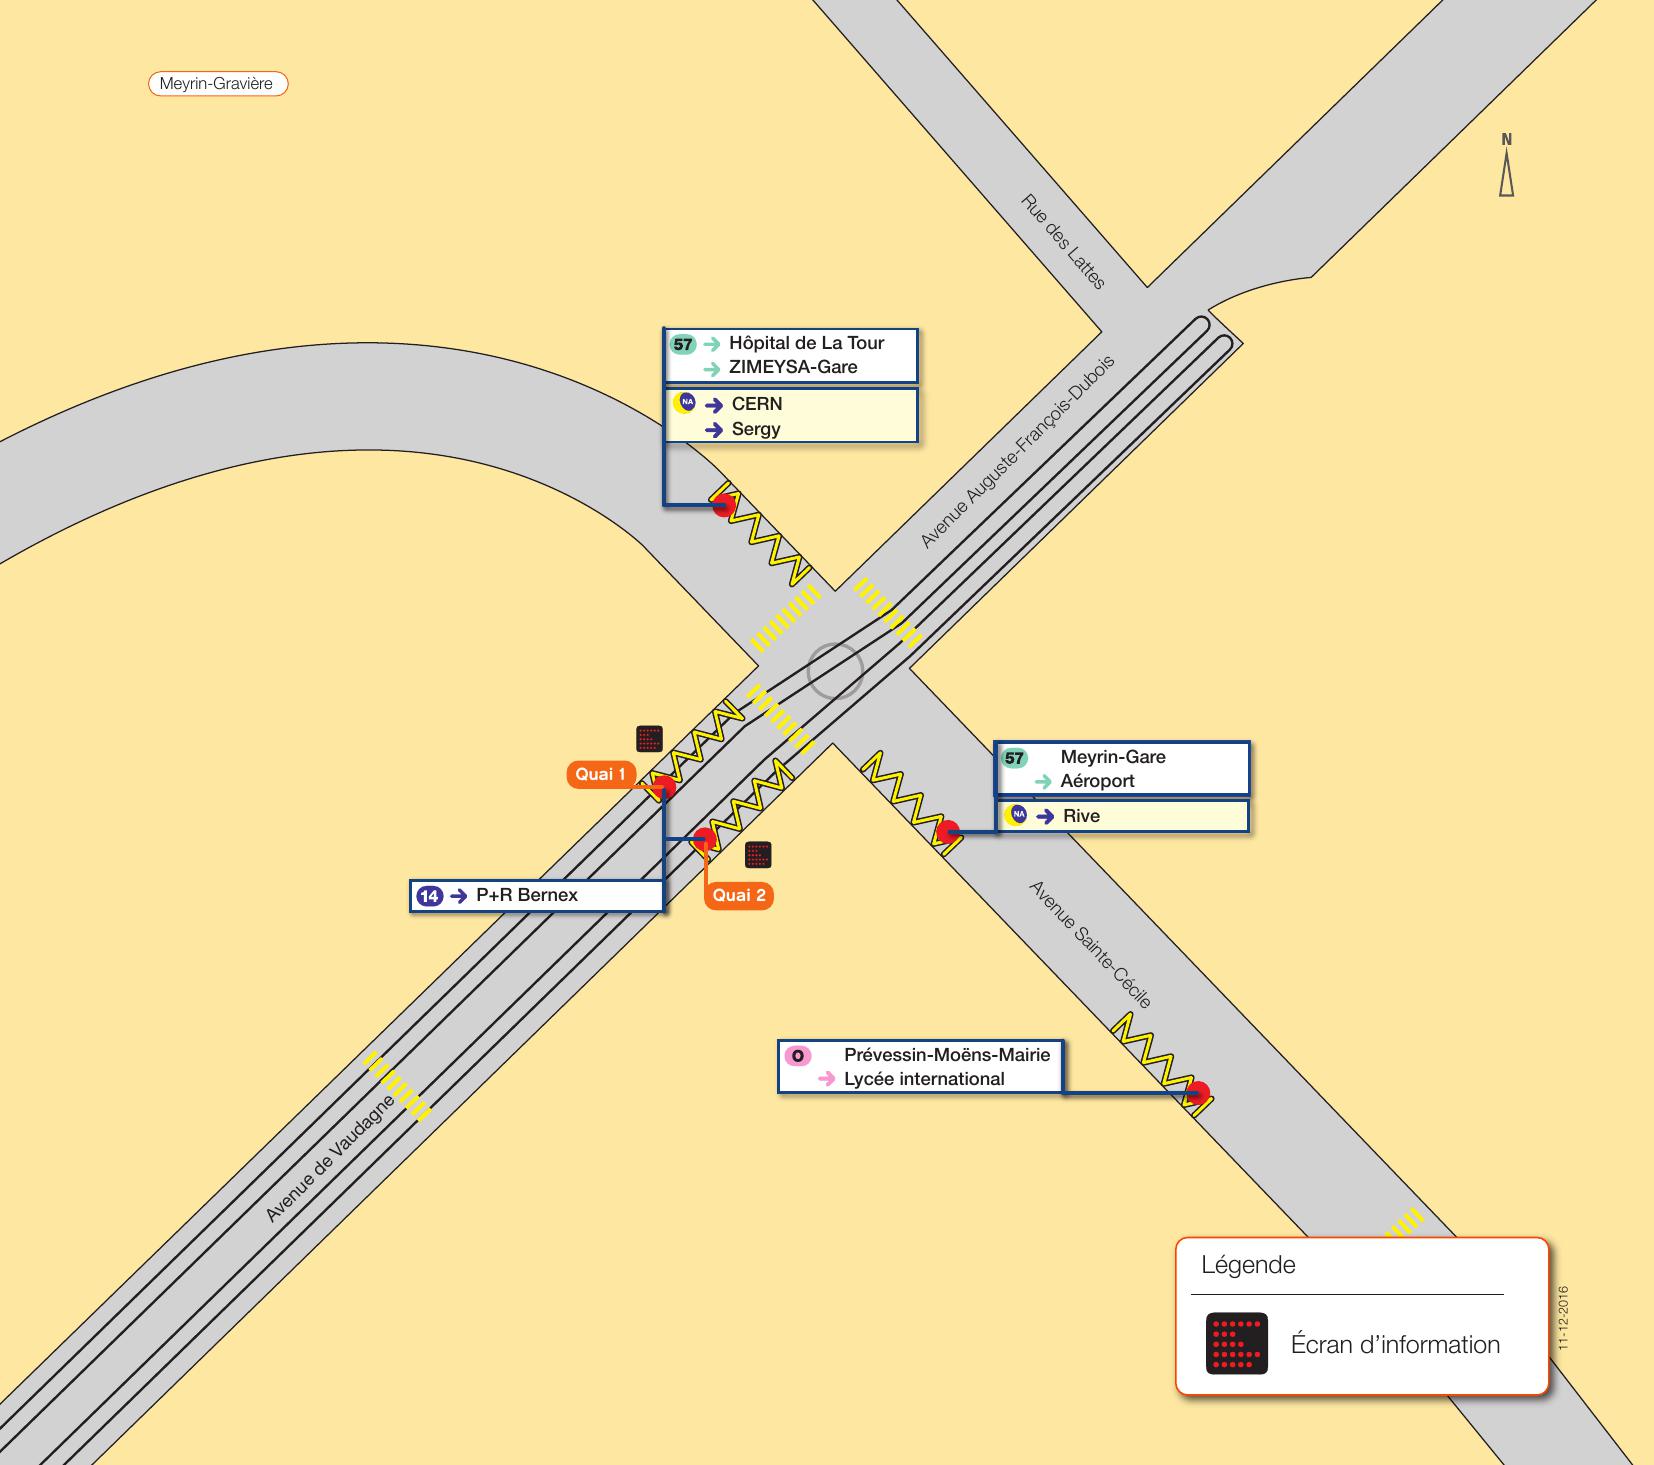 Meyrin-Gravière
N
Rue des Lattes
57 Hôpital de La Tour
ZIMEYSA-Gare
NA CERN
Sergy
Avenue Auguste-François-Dubois
Quai 1
57 Meyrin-Gare
Aéroport
NA Rive
14 P+R Bernex
Quai 2
Avenue Sainte-Cécile
O Prévessin-Moëns-Mairie
Lycée international
Avenue de Vaudagne
Légende
Écran d’information
11-12-2016